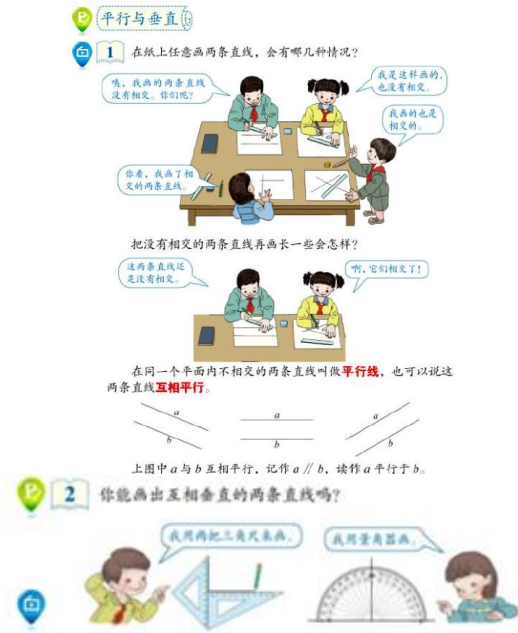 平行与垂直
1 在纸上任意画两条直线，会有哪几种情况？
咦，我画的两条直线
没有相交。你们呢？
我是这样画的，
也没有相交。
我画的也是
相交的。
你看，我画了相
交的两条直线。
把没有相交的两条直线再画长一些会怎样？
这两条直线还
是没有相交。
啊，它们相交了！
在同一个平面内不相交的两条直线叫做平行线，也可以说这
两条直线互相平行。
a
b
a
b
a
b
上图中 a 与 b 互相平行，记作 a∥b，读作 a 平行于 b。
2 你能画出互相垂直的两条直线吗？
我用两把三角尺来画。
我用量角器画。